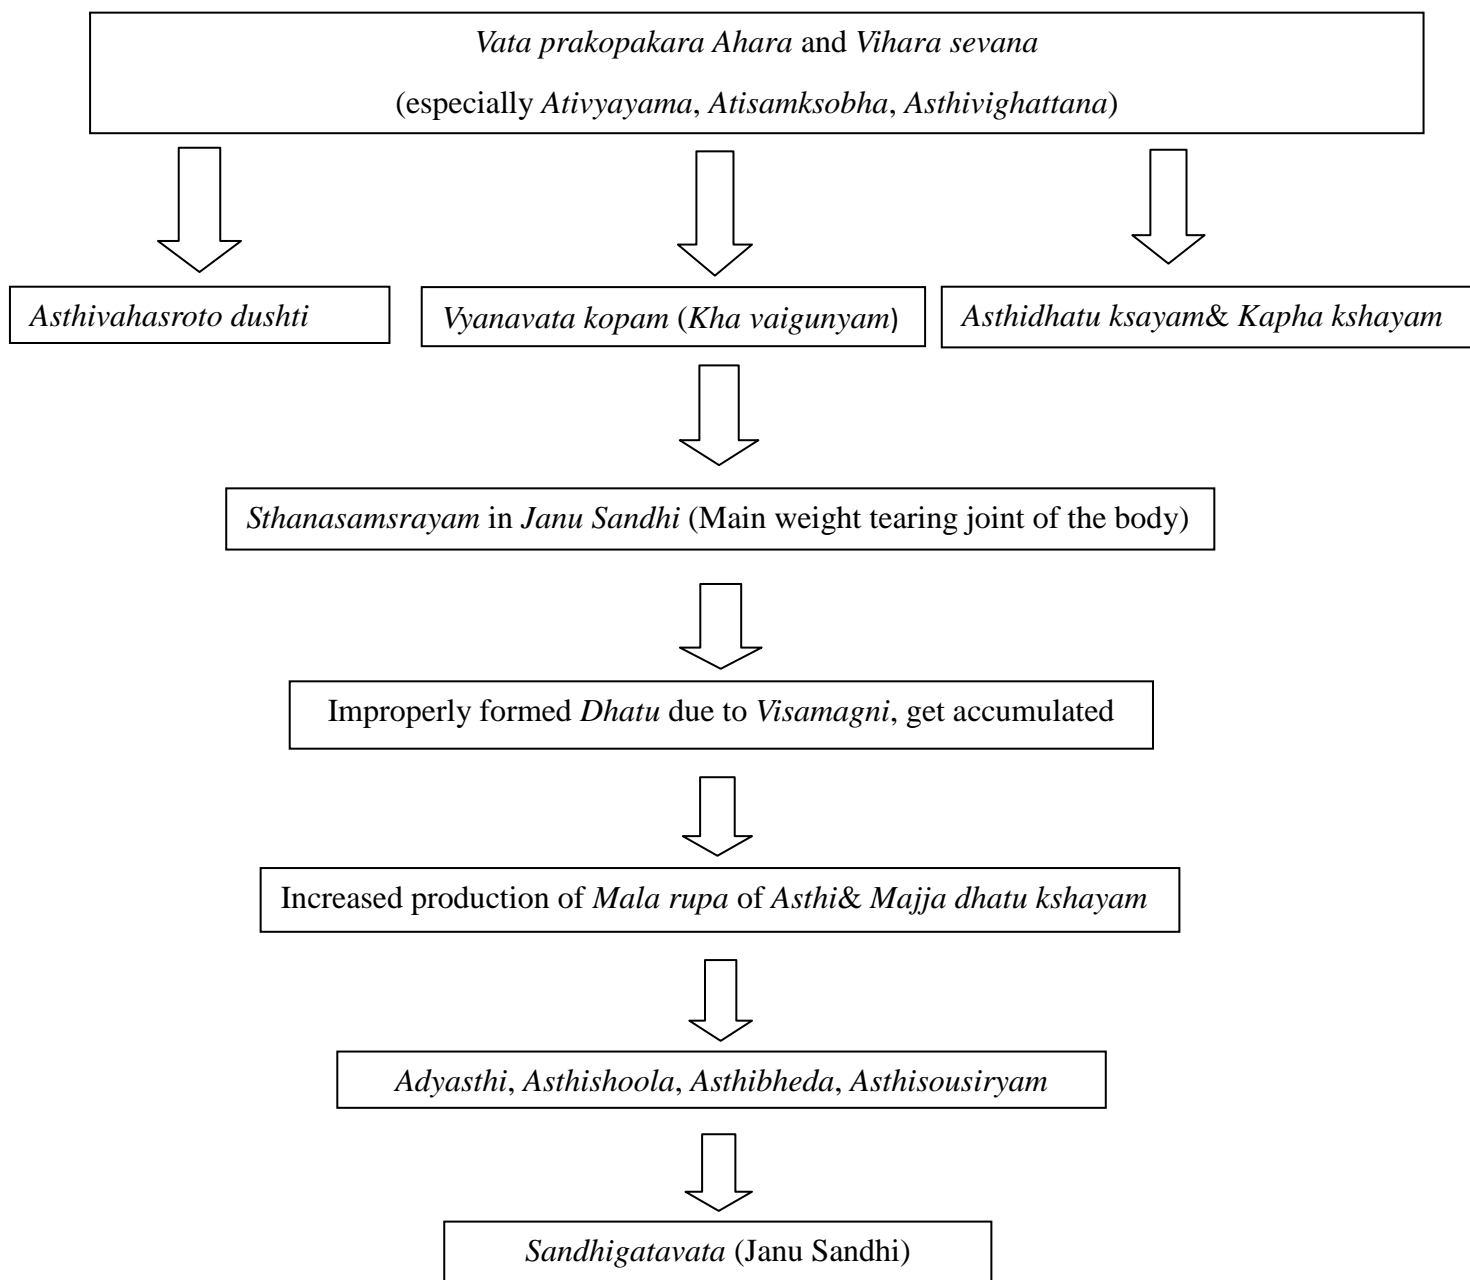 Vata prakopakara Ahara and Vihara sevana
(especially Ativyayama, Atisamksobha, Asthivighattana)
Asthivahasroto dushti
Vyanavata kopam (Kha vaigunyam)
Asthidhatu ksayam& Kapha kshayam
Sthanasamsrayam in Janu Sandhi (Main weight tearing joint of the body)
Improperly formed Dhatu due to Visamagni, get accumulated
Increased production of Mala rupa of Asthi& Majja dhatu kshayam
Adyasthi, Asthishoola, Asthibheda, Asthisousiryam
Sandhigatavata (Janu Sandhi)